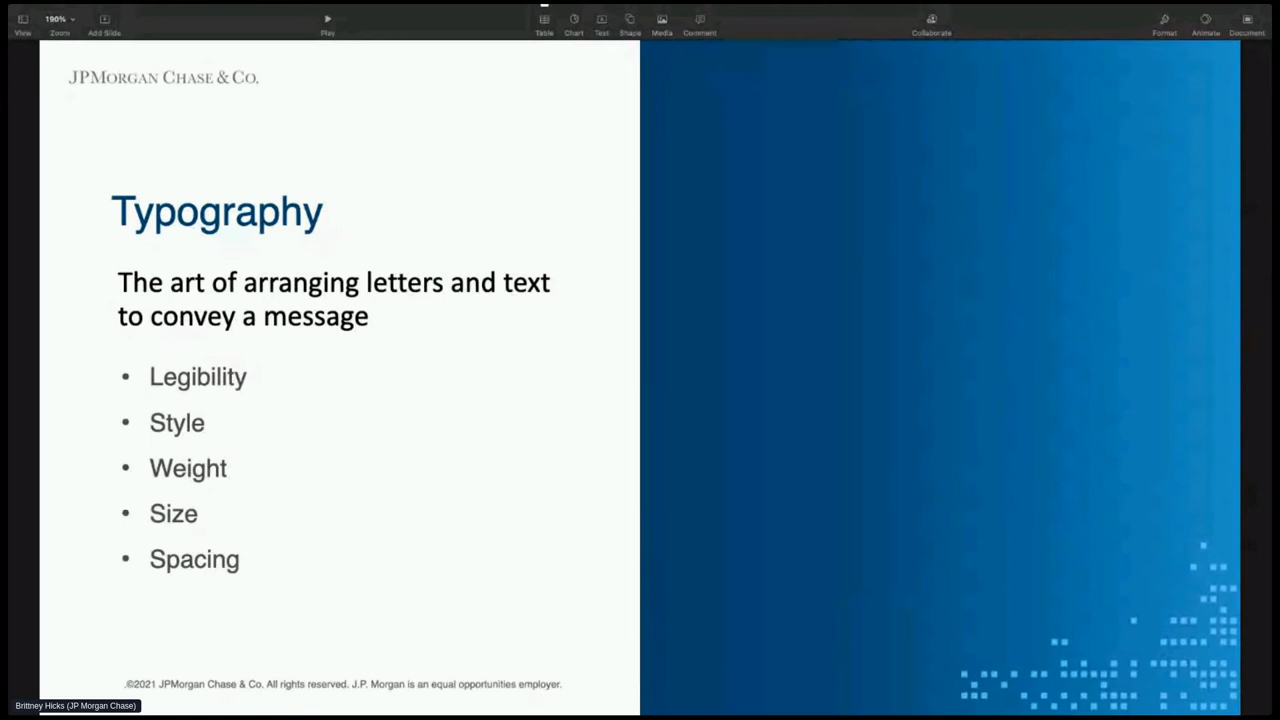 190%
View
Zoom
Add Slide
Play
Table
Chart
Text
Shape
Media
Comment
Collaborate
Format
Animate
Document
JPMORGAN CHASE & CO.
Typography
The art of arranging letters and text
to convey a message
• Legibility
• Style
• Weight
• Size
• Spacing
.©2021 JPMorgan Chase & Co. All rights reserved. J.P. Morgan is an equal opportunities employer.
Brittney Hicks (JP Morgan Chase)